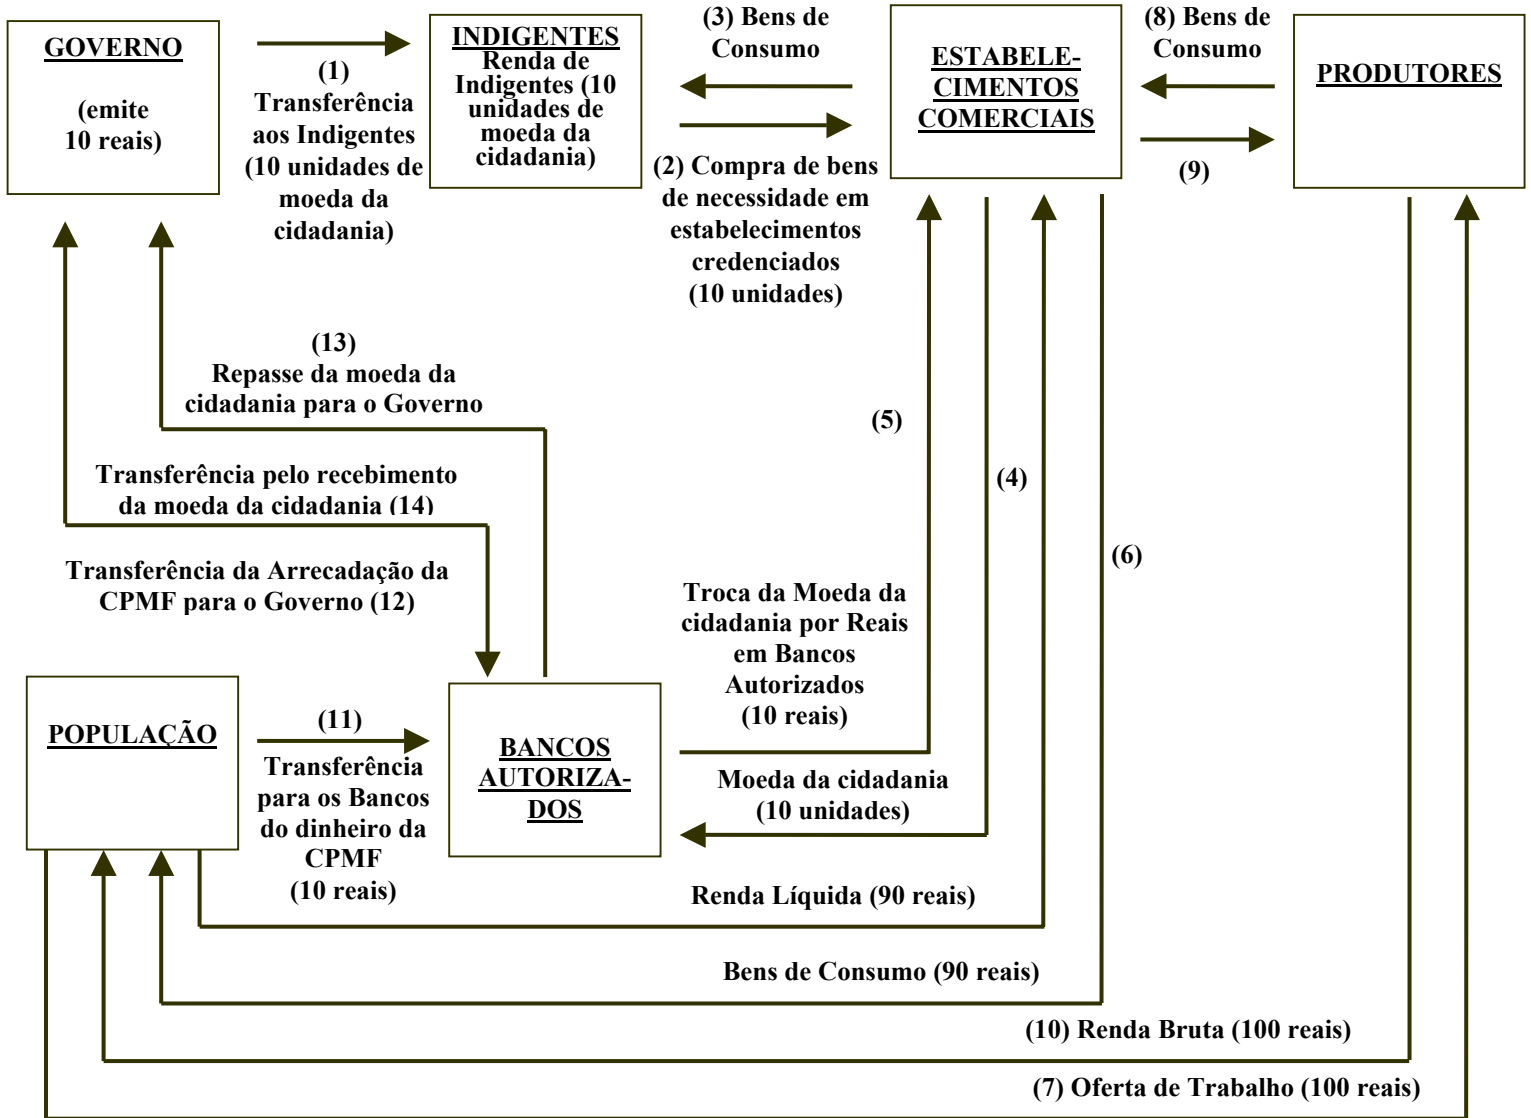 GOVERNO
(emite
10 reais)
(1)
Transferência
aos Indigentes
(10 unidades de
moeda da
cidadania)
INDIGENTES
Renda de
Indigentes (10
unidades de
moeda da
cidadania)
(3) Bens de
Consumo
(2) Compra de bens
de necessidade em
estabelecimentos
credenciados
(10 unidades)
ESTABELE-
CIMENTOS
COMERCIAIS
(8) Bens de
Consumo
(9)
PRODUTORES
(13)
Repasse da moeda da
cidadania para o Governo
Transferência pelo recebimento
da moeda da cidadania (14)
Transferência da Arrecadação da
CPMF para o Governo (12)
(5)
(4)
(6)
Troca da Moeda da
cidadania por Reais
em Bancos
Autorizados
(10 reais)
POPULAÇÃO
(11)
Transferência
para os Bancos
do dinheiro da
CPMF
(10 reais)
BANCOS
AUTORIZA-
DOS
Moeda da cidadania
(10 unidades)
Renda Líquida (90 reais)
Bens de Consumo (90 reais)
(10) Renda Bruta (100 reais)
(7) Oferta de Trabalho (100 reais)